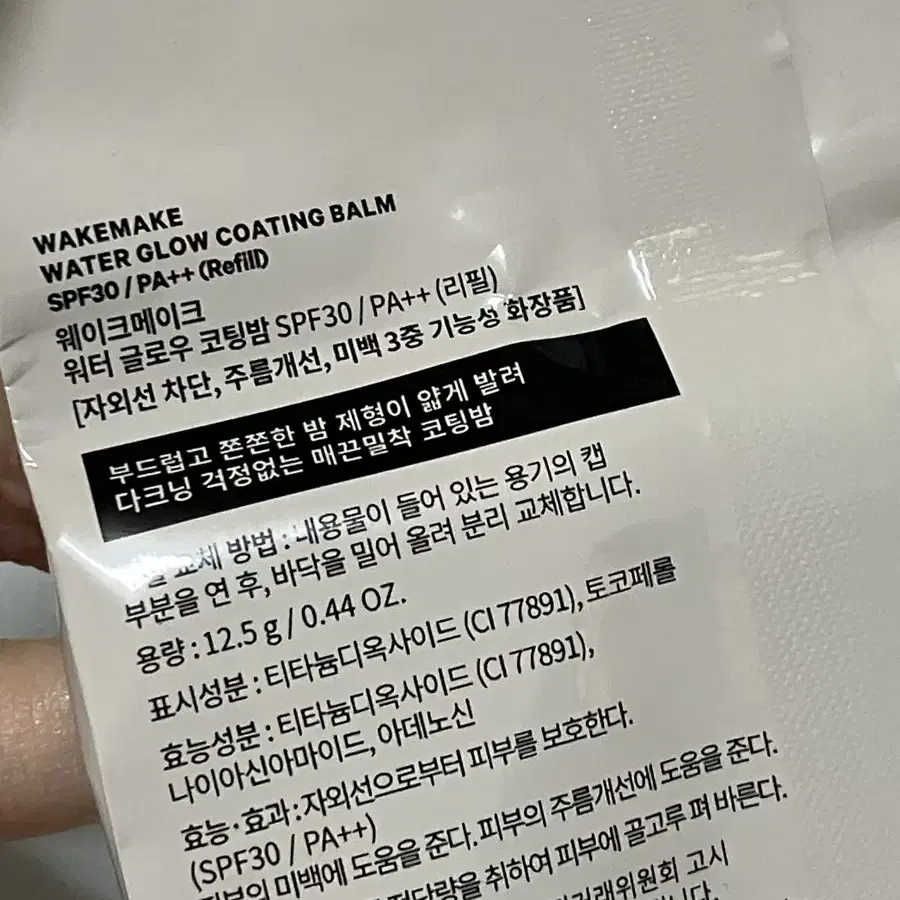 WAKEMAKE
WATER GLOW COATING BALM
SPF30 / PA++ (Refill)
웨이크메이크
워터 글로우 코팅밤 SPF30 / PA++ (리필)
[자외선 차단, 주름개선, 미백 3중 기능성 화장품]
부드럽고 쫀쫀한 밤 제형이 얇게 발려
다크닝 걱정없는 매끈밀착 코팅밤
교체 방법 : 내용물이 들어 있는 용기의 캡
부분을 연 후, 바닥을 밀어 올려 분리 교체합니다.
용량 : 12.5 g / 0.44 OZ.
표시성분 : 티타늄디옥사이드 (CI 77891), 토코페롤
효능성분 : 티타늄디옥사이드 (CI 77891),
나이아신아마이드, 아데노신
효능·효과 : 자외선으로부터 피부를 보호한다.
(SPF30 / PA++)
피부의 미백에 도움을 준다. 피부의 주름개선에 도움을 준다.
적당량을 취하여 피부에 골고루 펴 바른다.
고시